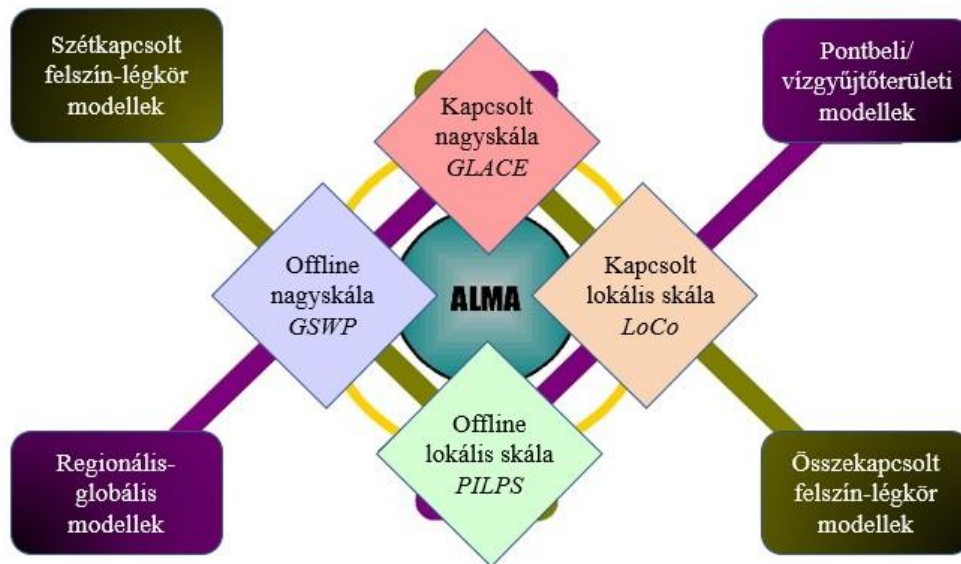 Szétkapcsolt
felszín-légkör
modellek
Pontbeli/
vízgyűjtőterületi
modellek
Kapcsolt
nagyskála
GLACE
Offline
nagyskála
GSWP
ALMA
Kapcsolt
lokális skála
LoCo
Offline
lokális skála
PILPS
Regionális-
globális
modellek
Összekapcsolt
felszín-légkör
modellek